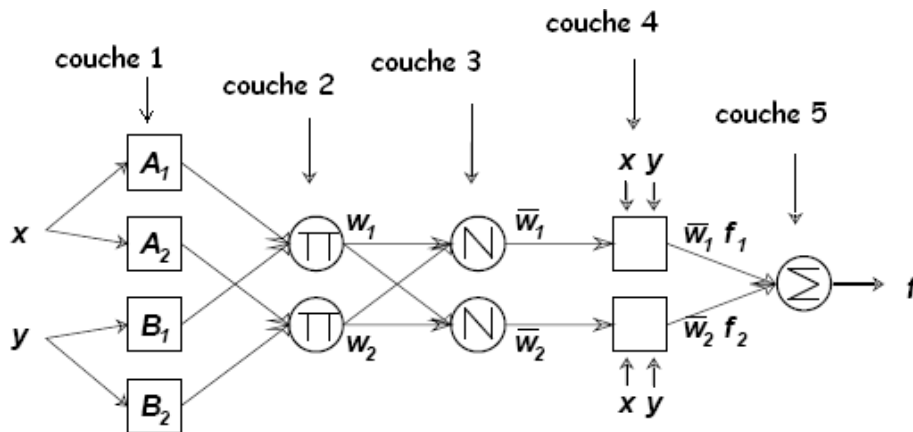 couche 1
couche 2
couche 3
couche 4
couche 5
x
y
A₁
A₂
B₁
B₂
∏
∏
w₁
w₂
N
N
w̅₁
w̅₂
x y
x y
w̅₁ f₁
w̅₂ f₂
Σ
f